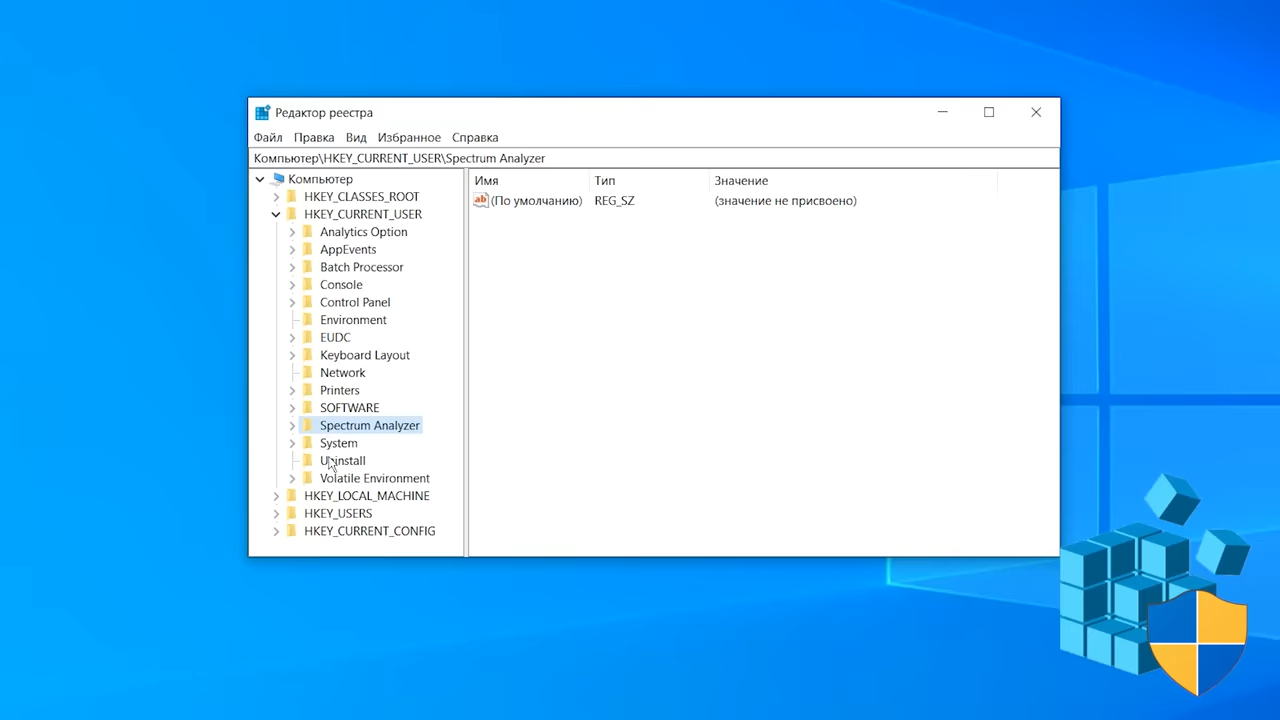 Редактор реестра
Файл Правка Вид Избранное Справка
Компьютер\HKEY_CURRENT_USER\Spectrum Analyzer
Компьютер
HKEY_CLASSES_ROOT
HKEY_CURRENT_USER
Analytics Option
AppEvents
Batch Processor
Console
Control Panel
Environment
EUDC
Keyboard Layout
Network
Printers
SOFTWARE
Spectrum Analyzer
System
Uninstall
Volatile Environment
HKEY_LOCAL_MACHINE
HKEY_USERS
HKEY_CURRENT_CONFIG
Имя Тип Значение
ab (По умолчанию) REG_SZ (значение не присвоено)